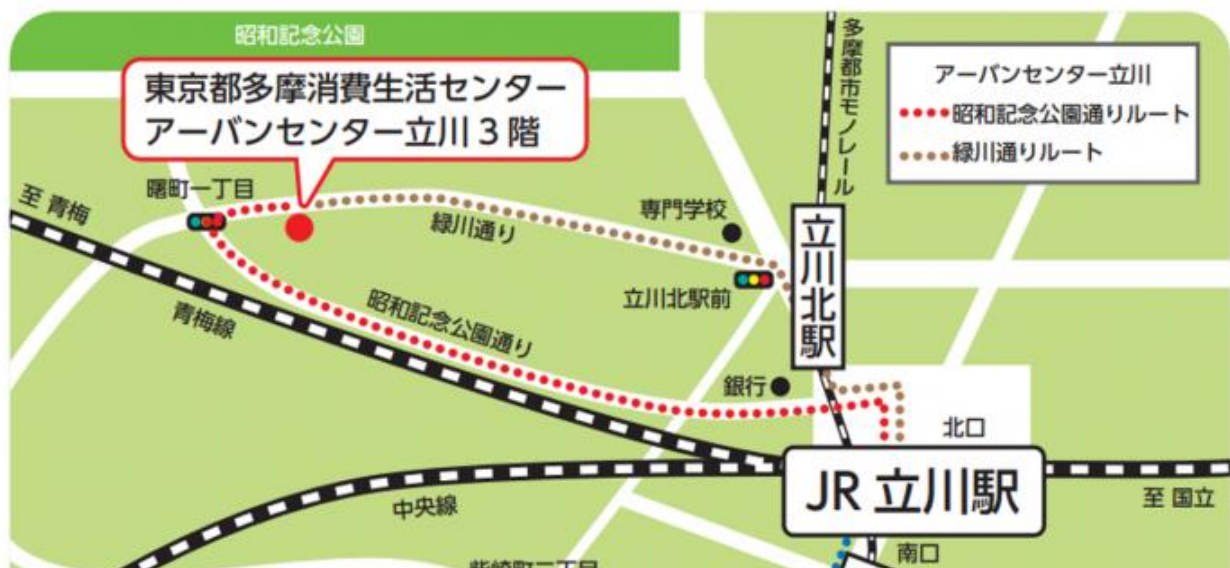 昭和記念公園
東京都多摩消費生活センター
アーバンセンター立川3階
多摩都市モノレール
アーバンセンター立川
昭和記念公園通りルート
緑川通りルート
曙町一丁目
至 青梅
緑川通り
専門学校
立川北駅
立川北駅前
昭和記念公園通り
青梅線
銀行
北口
JR 立川駅
中央線
至 国立
南口
柴崎町二丁目